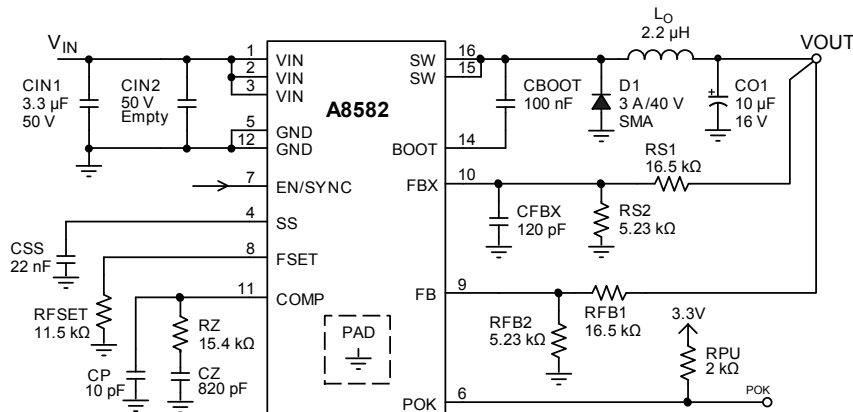 V_IN
CIN1
3.3 µF
50 V
CIN2
50 V
Empty
1
2
3
5
12
7
4
8
11
VIN
VIN
VIN
GND
GND
EN/SYNC
SS
FSET
COMP
A8582
PAD
SW
SW
BOOT
FBX
FB
POK
16
15
14
10
9
6
CSS
22 nF
RFSET
11.5 kΩ
CP
10 pF
RZ
15.4 kΩ
CZ
820 pF
CBOOT
100 nF
D1
3 A/40 V
SMA
L_O
2.2 µH
VOUT
CO1
10 µF
16 V
+
RS1
16.5 kΩ
CFBX
120 pF
RS2
5.23 kΩ
RFB2
5.23 kΩ
RFB1
16.5 kΩ
3.3V
RPU
2 kΩ
POK